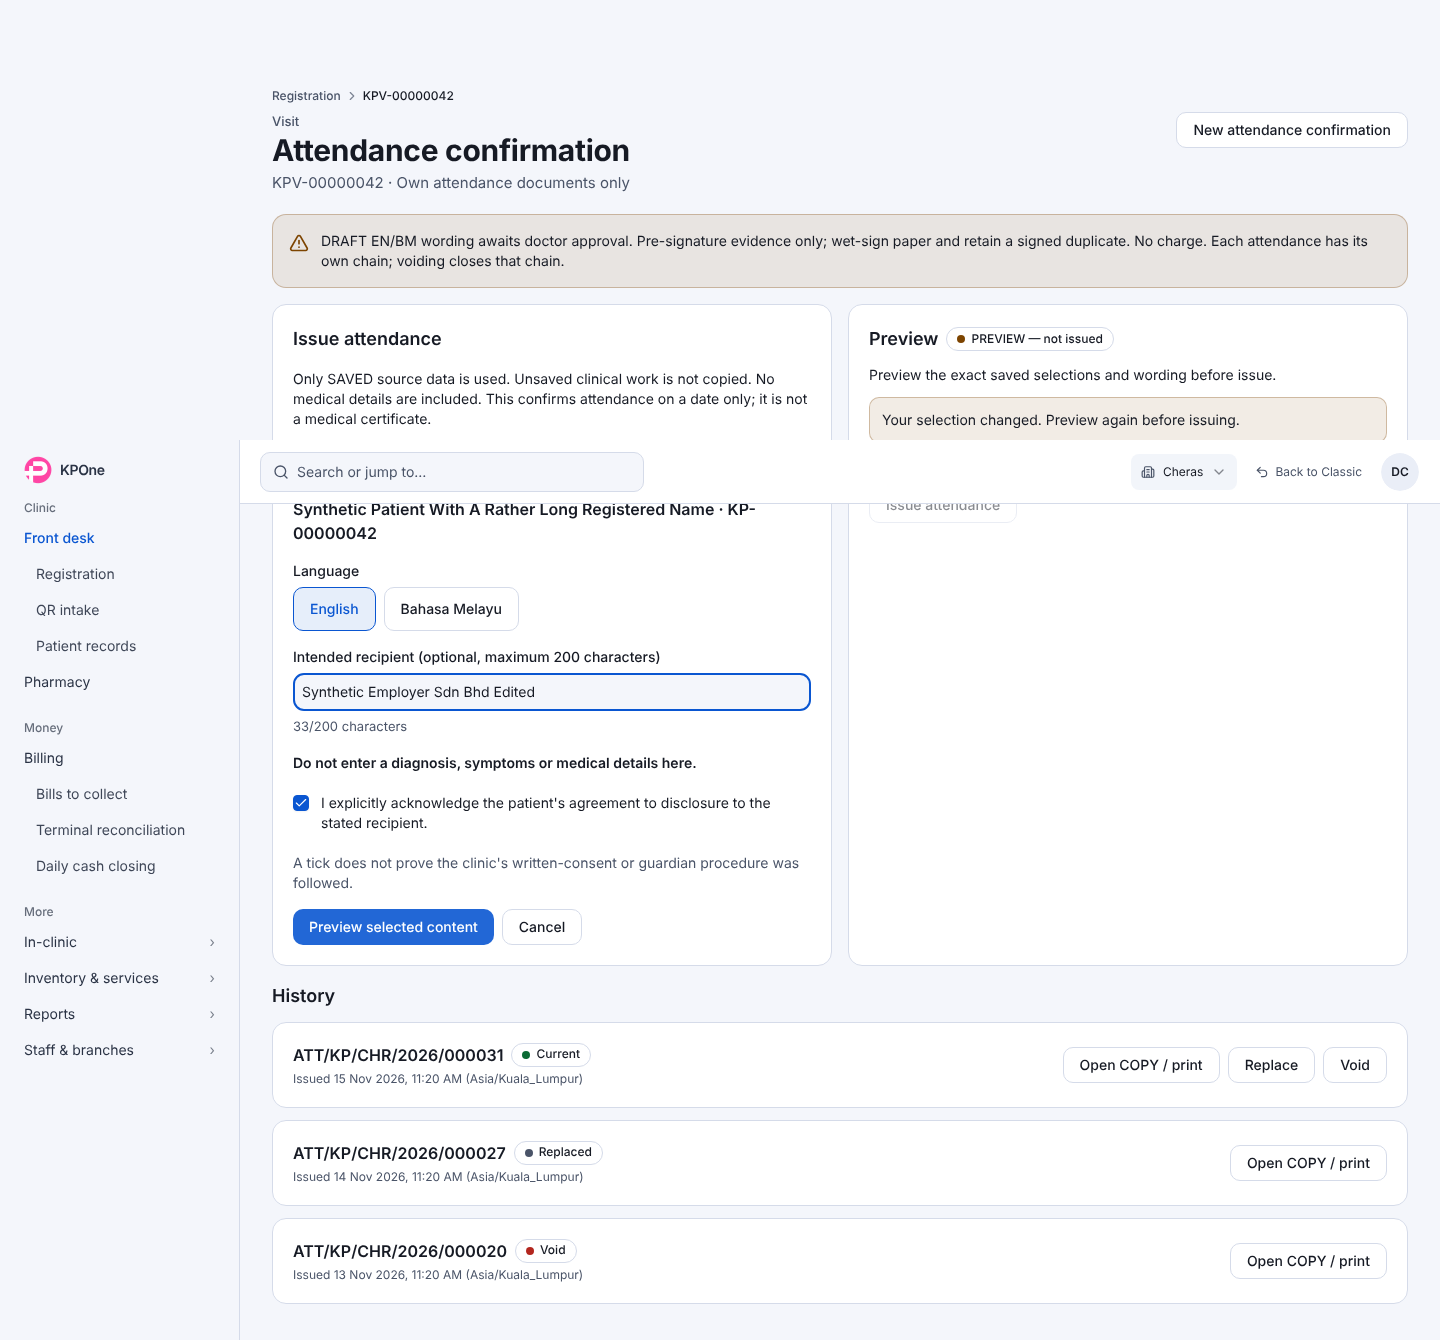 Registration > KPV-00000042
Visit
Attendance confirmation
KPV-00000042 · Own attendance documents only
New attendance confirmation
DRAFT EN/BM wording awaits doctor approval. Pre-signature evidence only; wet-sign paper and retain a signed duplicate. No charge. Each attendance has its
own chain; voiding closes that chain.
Issue attendance
Only SAVED source data is used. Unsaved clinical work is not copied. No
medical details are included. This confirms attendance on a date only; it is not
a medical certificate.
Preview
PREVIEW — not issued
Preview the exact saved selections and wording before issue.
Your selection changed. Preview again before issuing.
KPOne
Search or jump to...
Cheras
Back to Classic
DC
Clinic
Front desk
Registration
QR intake
Patient records
Pharmacy
Money
Billing
Bills to collect
Terminal reconciliation
Daily cash closing
More
In-clinic
Inventory & services
Reports
Staff & branches
Synthetic Patient With A Rather Long Registered Name · KP-
00000042
Language
English
Bahasa Melayu
Intended recipient (optional, maximum 200 characters)
Synthetic Employer Sdn Bhd Edited
33/200 characters
Do not enter a diagnosis, symptoms or medical details here.
I explicitly acknowledge the patient's agreement to disclosure to the
stated recipient.
A tick does not prove the clinic's written-consent or guardian procedure was
followed.
Preview selected content
Cancel
Issue attendance
History
ATT/KP/CHR/2026/000031
Current
Issued 15 Nov 2026, 11:20 AM (Asia/Kuala_Lumpur)
Open COPY / print
Replace
Void
ATT/KP/CHR/2026/000027
Replaced
Issued 14 Nov 2026, 11:20 AM (Asia/Kuala_Lumpur)
Open COPY / print
ATT/KP/CHR/2026/000020
Void
Issued 13 Nov 2026, 11:20 AM (Asia/Kuala_Lumpur)
Open COPY / print